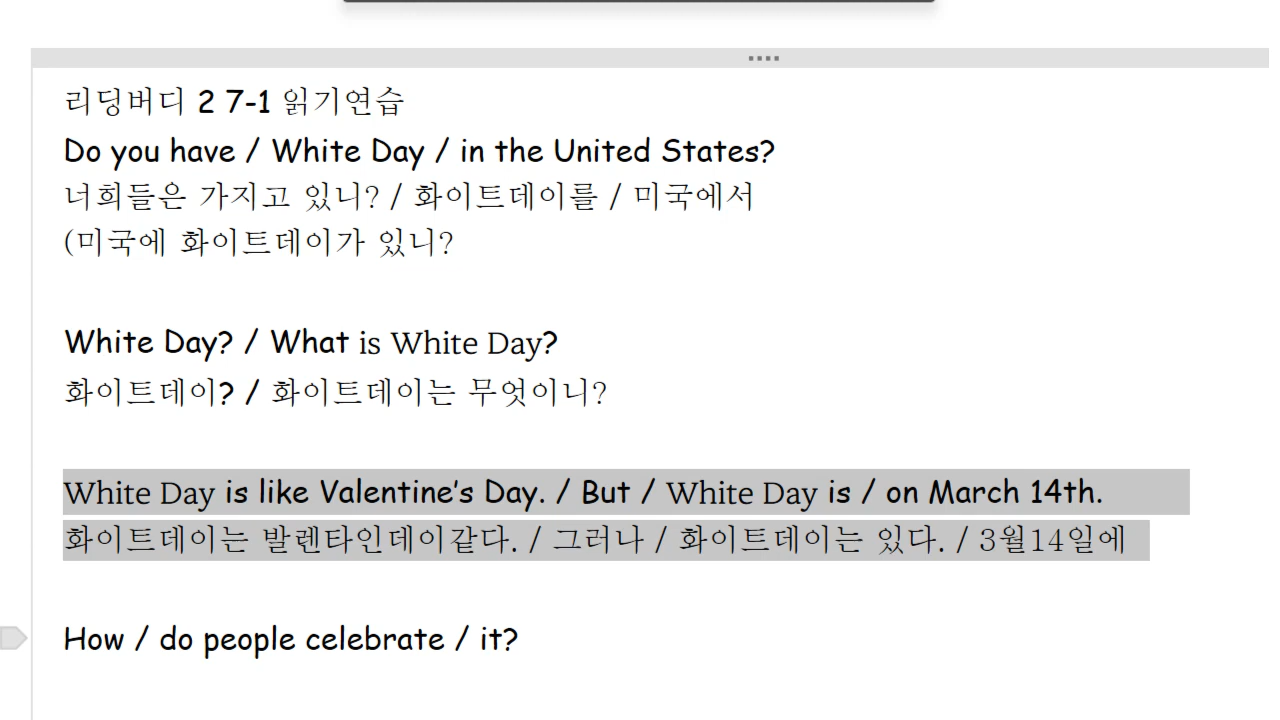 리딩버디 2 7-1 읽기연습
Do you have / White Day / in the United States?
너희들은 가지고 있니? / 화이트데이를 / 미국에서
(미국에 화이트데이가 있니?
White Day? / What is White Day?
화이트데이? / 화이트데이는 무엇이니?
White Day is like Valentine's Day. / But / White Day is / on March 14th.
화이트데이는 발렌타인데이같다. / 그러나 / 화이트데이는 있다. / 3월14일에
How / do people celebrate / it?